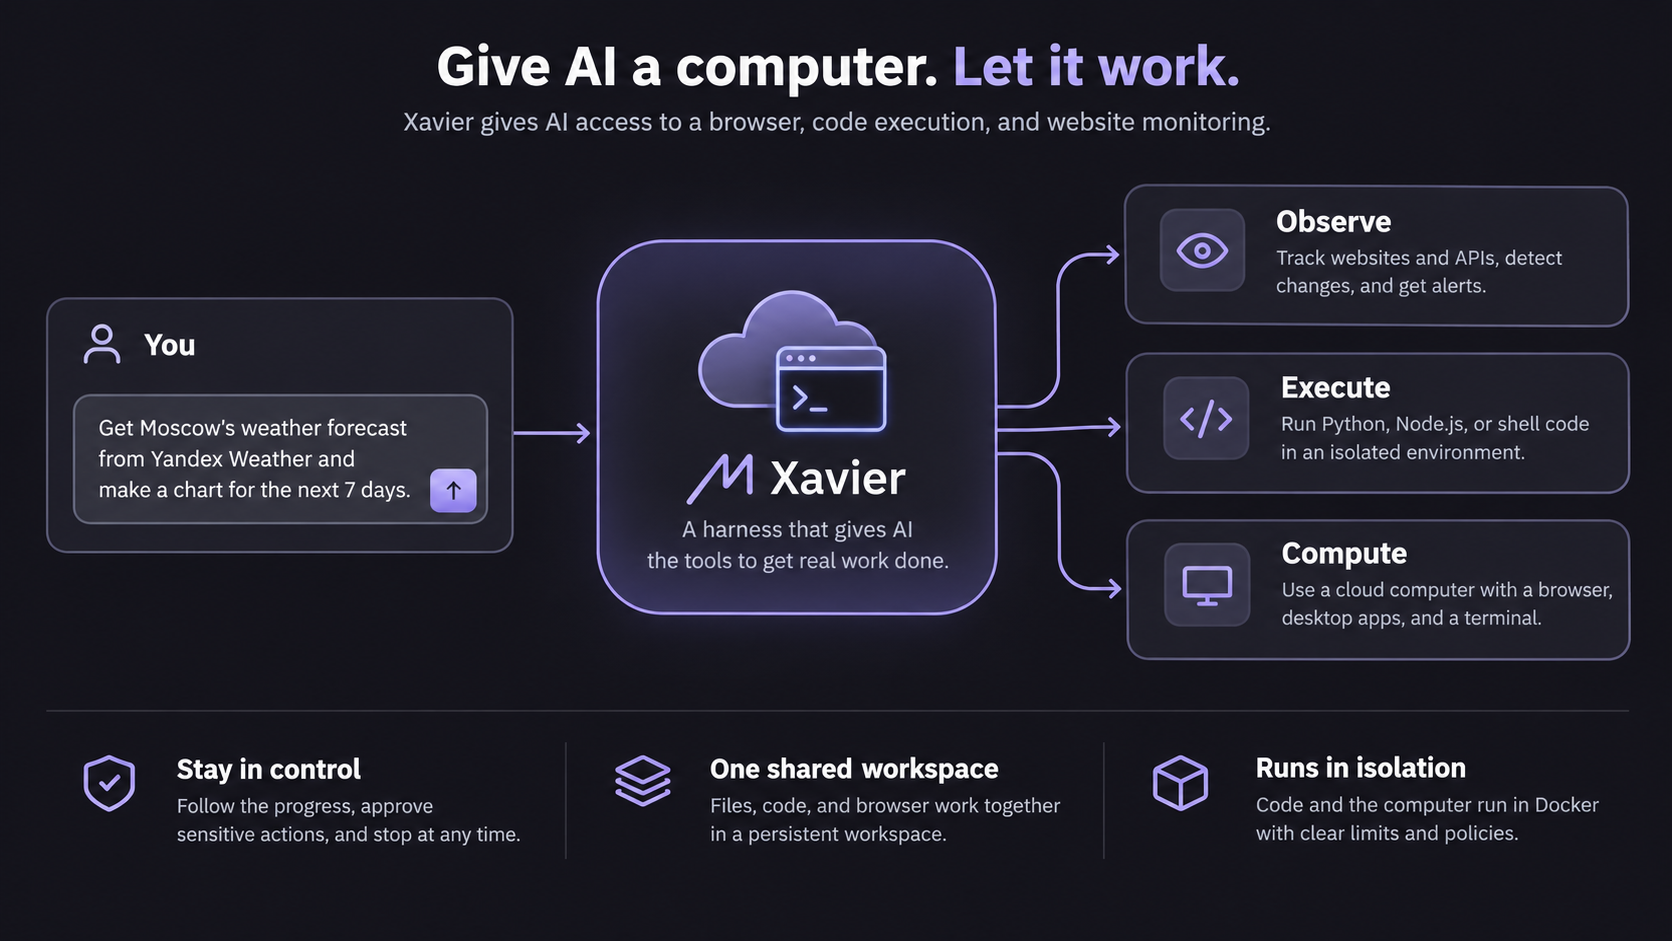 Give AI a computer. Let it work.
Xavier gives AI access to a browser, code execution, and website monitoring.
You
Get Moscow's weather forecast
from Yandex Weather and
make a chart for the next 7 days.
>_
Xavier
A harness that gives AI
the tools to get real work done.
Observe
Track websites and APIs, detect
changes, and get alerts.
</>
Execute
Run Python, Node.js, or shell code
in an isolated environment.
Compute
Use a cloud computer with a browser,
desktop apps, and a terminal.
Stay in control
Follow the progress, approve
sensitive actions, and stop at any time.
One shared workspace
Files, code, and browser work together
in a persistent workspace.
Runs in isolation
Code and the computer run in Docker
with clear limits and policies.